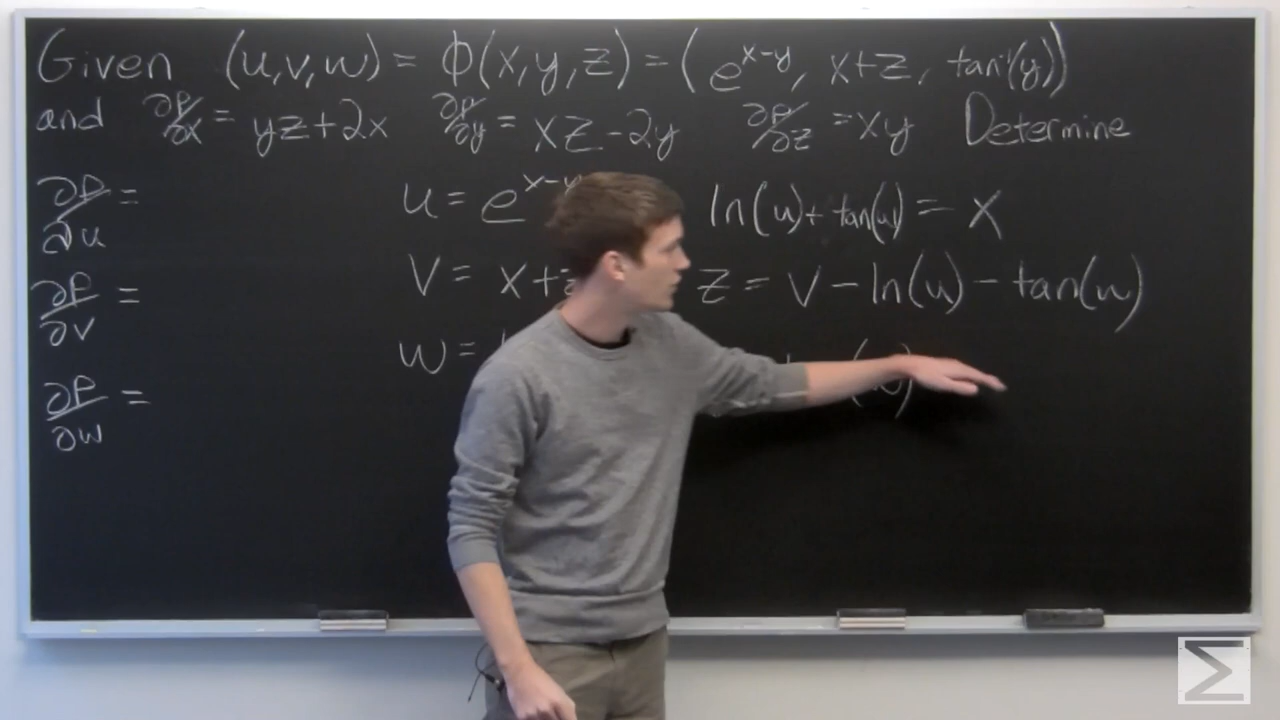 Given (u,v,w) = Φ(x,y,z) = (e^{x-y}, x+z, tan⁻¹(y))
and ∂P/∂x = yz+2x ∂P/∂y = xz-2y ∂P/∂z = xy Determine
∂P/∂u = u = e^{x-y} ln(u)+tan(w) = x
∂P/∂v = v = x+z z = v-ln(u)-tan(w)
∂P/∂w = w = (w)
Σ